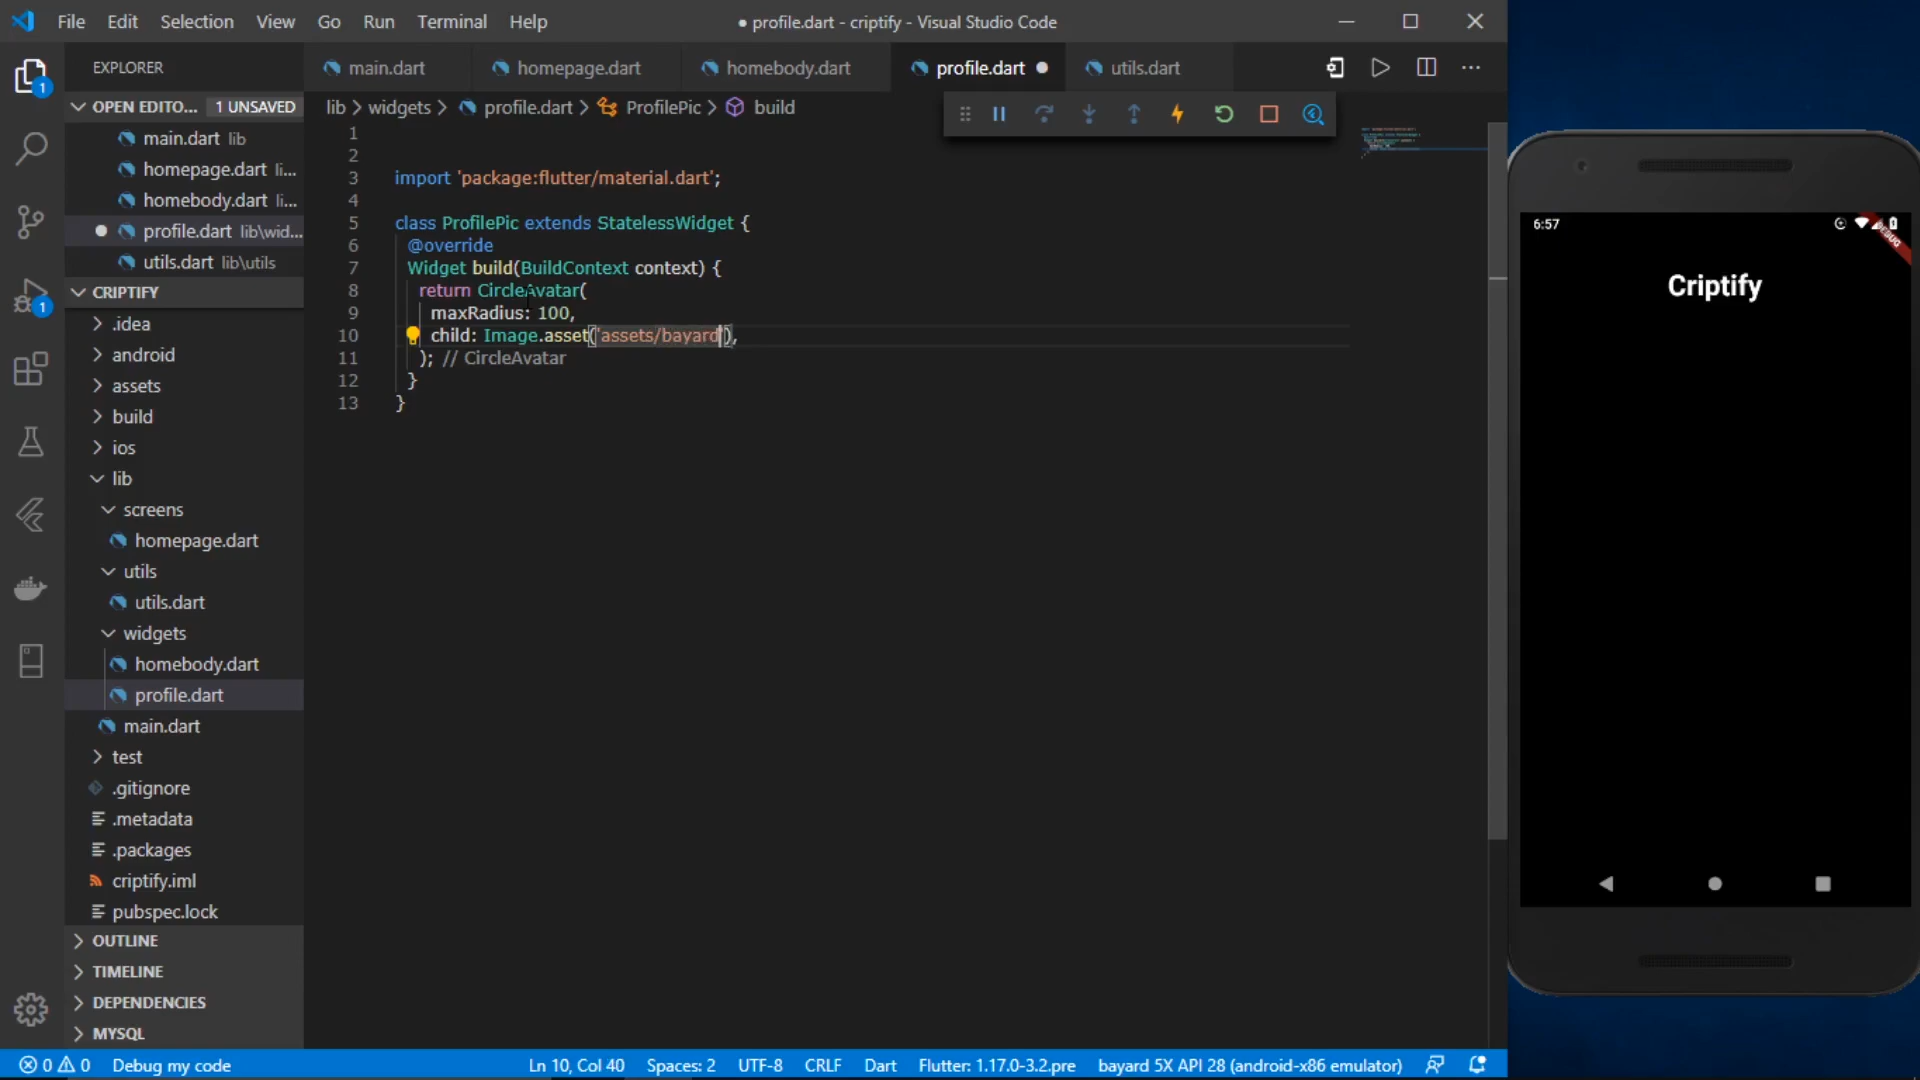 File Edit Selection View Go Run Terminal Help
● profile.dart - criptify - Visual Studio Code
EXPLORER
main.dart homepage.dart homebody.dart profile.dart utils.dart
OPEN EDITO... 1 UNSAVED
lib > widgets > profile.dart > ProfilePic > build
main.dart lib
homepage.dart li...
homebody.dart li...
profile.dart lib\wid...
utils.dart lib\utils
CRIPTIFY
.idea
android
assets
build
ios
lib
screens
homepage.dart
utils
utils.dart
widgets
homebody.dart
profile.dart
main.dart
test
.gitignore
.metadata
.packages
criptify.iml
pubspec.lock
OUTLINE
TIMELINE
DEPENDENCIES
MYSQL
1
2
3 import 'package:flutter/material.dart';
4
5 class ProfilePic extends StatelessWidget {
6 @override
7 Widget build(BuildContext context) {
8 return CircleAvatar(
9 maxRadius: 100,
10 child: Image.asset('assets/bayard'),
11 ); // CircleAvatar
12 }
13 }
1
1
6:57
DEBUG
Criptify
0 0 Debug my code Ln 10, Col 40 Spaces: 2 UTF-8 CRLF Dart Flutter: 1.17.0-3.2.pre bayard 5X API 28 (android-x86 emulator)